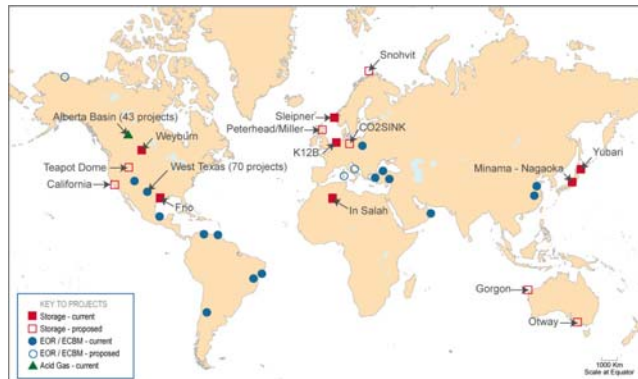 Snohvit
Alberta Basin (43 projects)
Sleipner
Weyburn
Peterhead/Miller
CO2SINK
K12B
Yubari
Teapot Dome
West Texas (70 projects)
Minama - Nagaoka
California
Frio
In Salah
Gorgon
Otway
KEY TO PROJECTS
Storage - current
Storage - proposed
EOR / ECBM - current
EOR / ECBM - proposed
Acid Gas - current
1000 Km
Scale at Equator